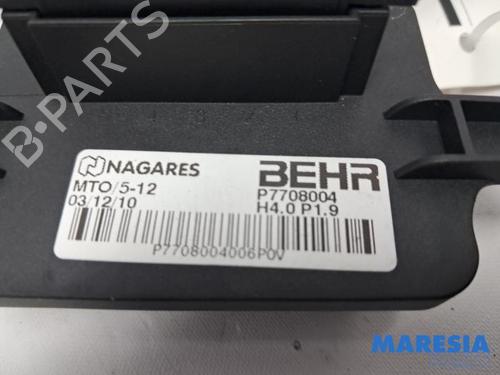 NAGARES
BEHR
MTO/5-12
P7708004
03/12/10
H4.0 P1.9
P7708004006P0V
B-PARTS
MARESIA